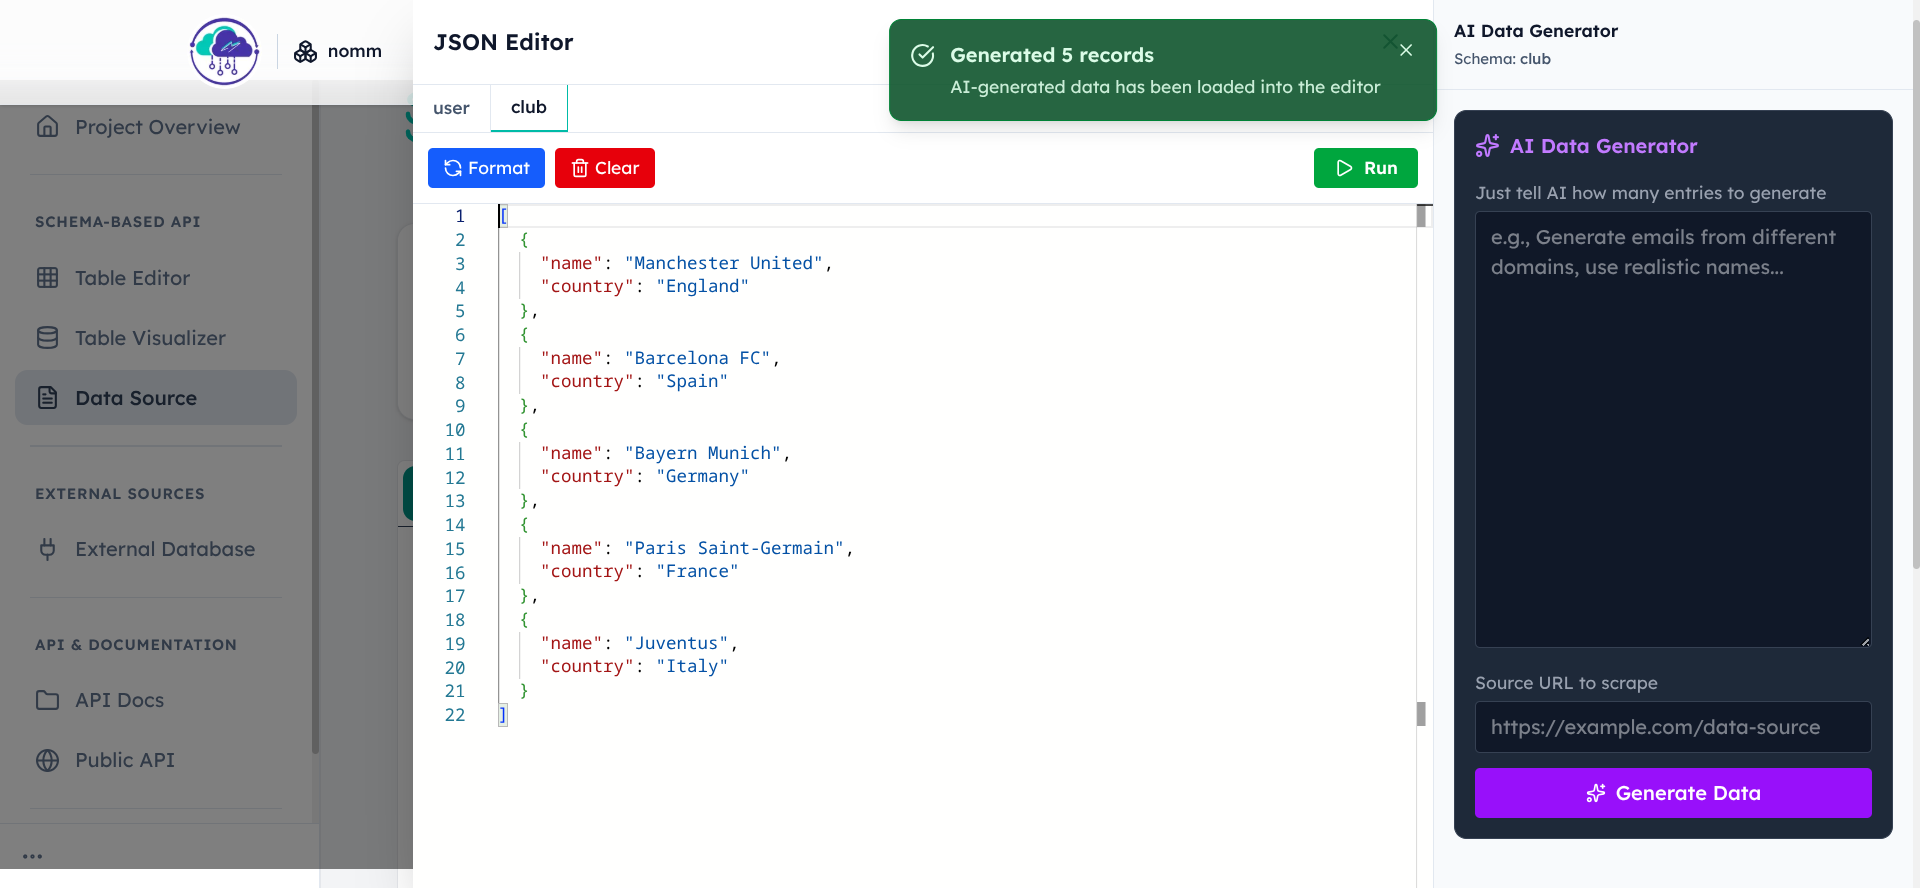 nomm
Project Overview
SCHEMA-BASED API
Table Editor
Table Visualizer
Data Source
EXTERNAL SOURCES
External Database
API & DOCUMENTATION
API Docs
Public API
JSON Editor
user
club
Format
Clear
Run
Generated 5 records
AI-generated data has been loaded into the editor
1 [
2 {
3 "name": "Manchester United",
4 "country": "England"
5 },
6 {
7 "name": "Barcelona FC",
8 "country": "Spain"
9 },
10 {
11 "name": "Bayern Munich",
12 "country": "Germany"
13 },
14 {
15 "name": "Paris Saint-Germain",
16 "country": "France"
17 },
18 {
19 "name": "Juventus",
20 "country": "Italy"
21 }
22 ]
AI Data Generator
Schema: club
AI Data Generator
Just tell AI how many entries to generate
e.g., Generate emails from different
domains, use realistic names...
Source URL to scrape
https://example.com/data-source
Generate Data